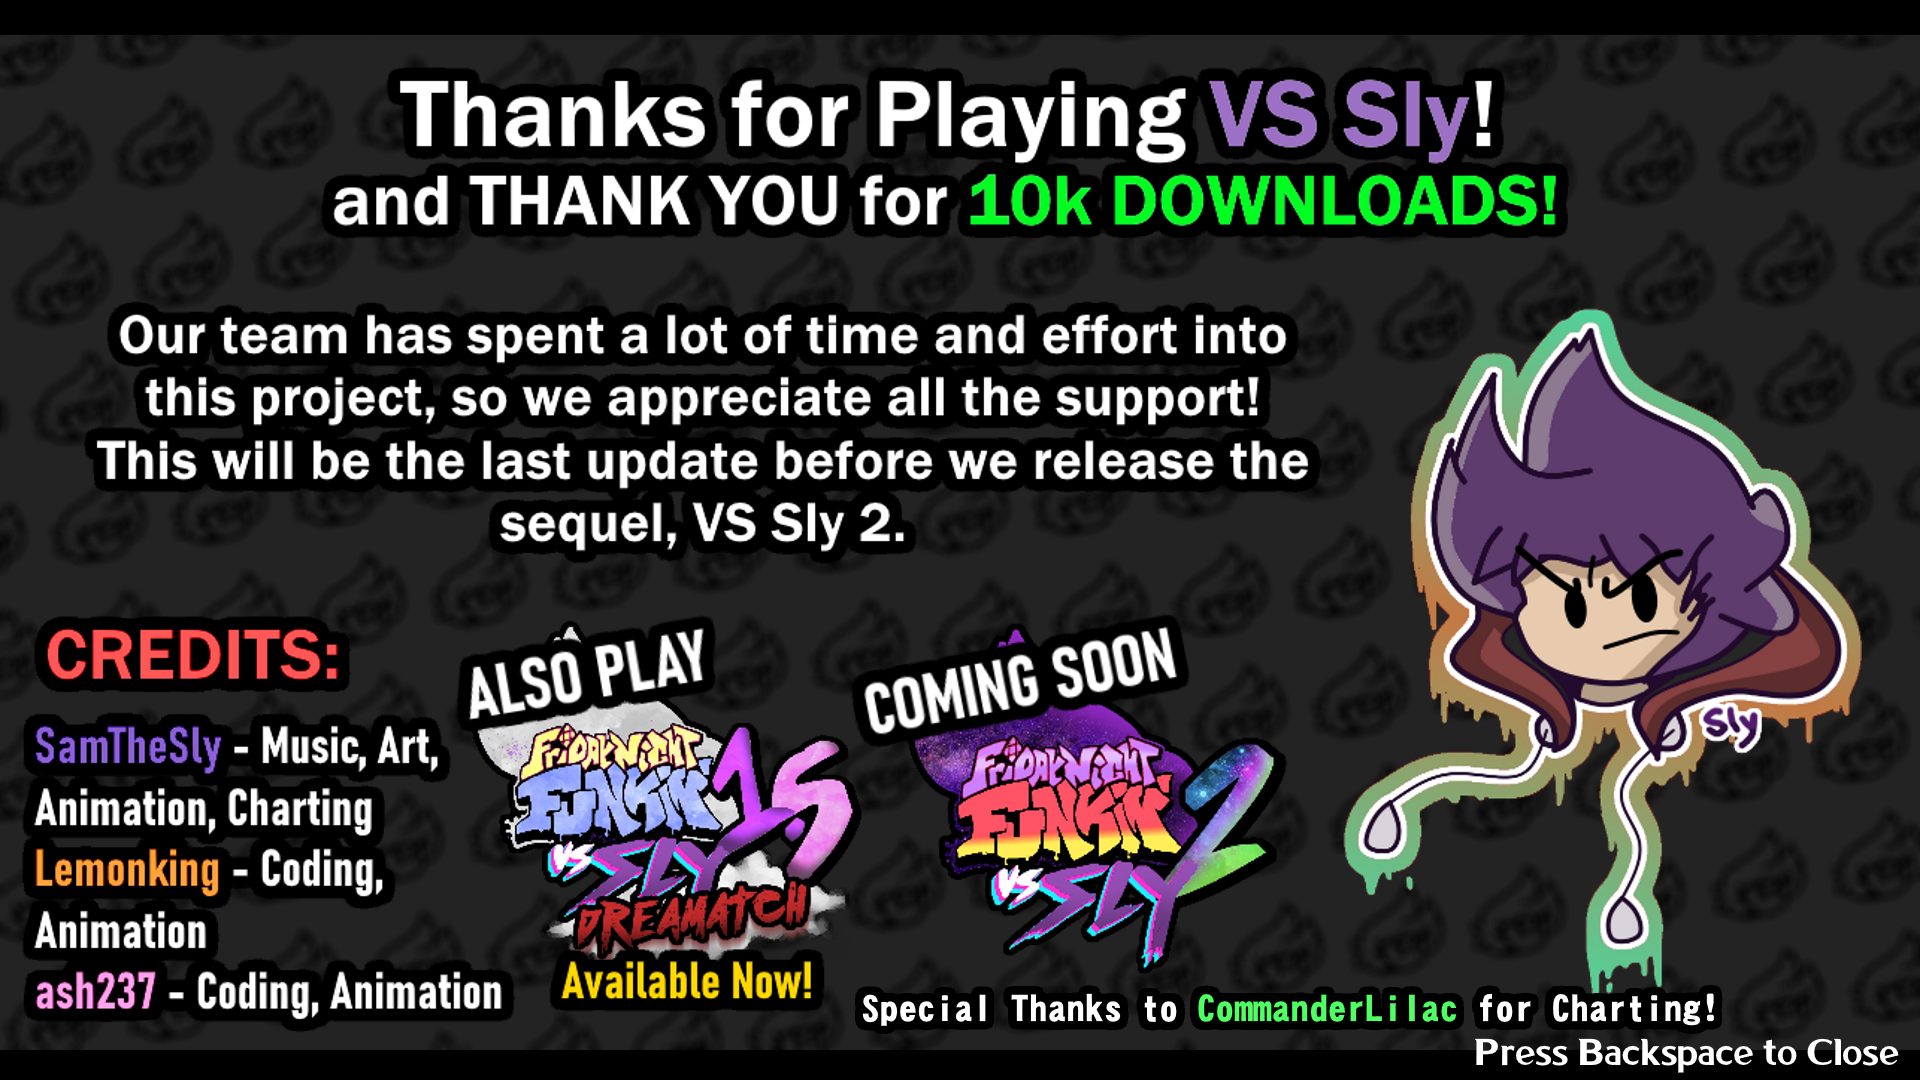 Thanks for Playing VS Sly!
and THANK YOU for 10k DOWNLOADS!
Our team has spent a lot of time and effort into
this project, so we appreciate all the support!
This will be the last update before we release the
sequel, VS Sly 2.
CREDITS:
SamTheSly - Music, Art,
Animation, Charting
Lemonking - Coding,
Animation
ash237 - Coding, Animation
ALSO PLAY
FRiDAY NiGHT
FUNKiN'
1.5
VS SLY
DREAMATCH
Available Now!
COMING SOON
FRiDAY NiGHT
FUNKiN'
2
VS SLY
Sly
Special Thanks to CommanderLilac for Charting!
Press Backspace to Close